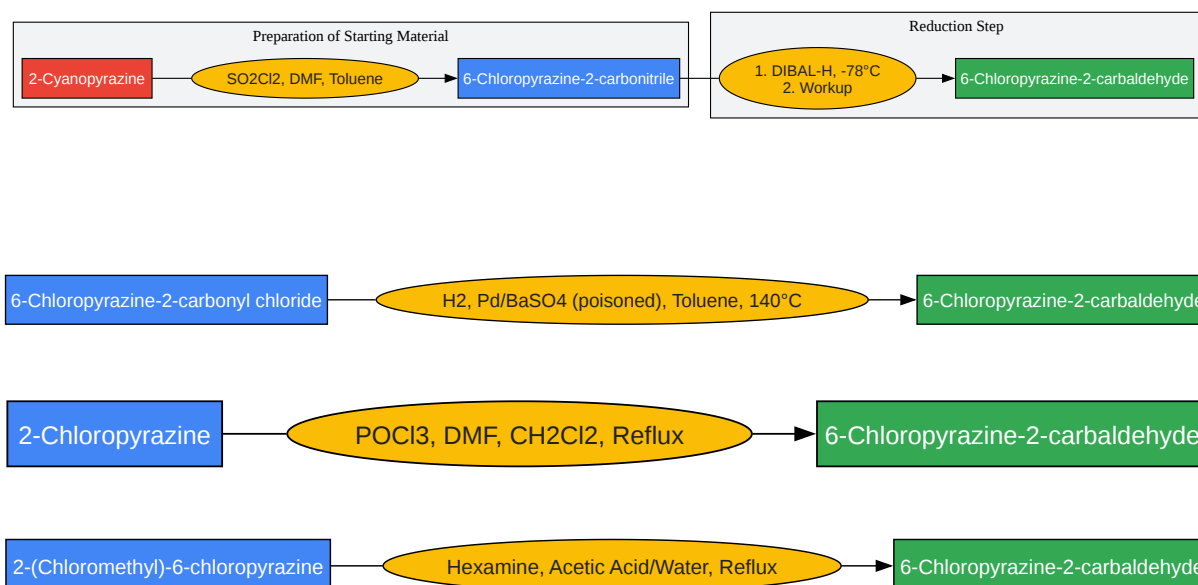 Preparation of Starting Material
Reduction Step
2-Cyanopyrazine
SO2Cl2, DMF, Toluene
6-Chloropyrazine-2-carbonitrile
1. DIBAL-H, -78°C
2. Workup
6-Chloropyrazine-2-carbaldehyde
6-Chloropyrazine-2-carbonyl chloride
H2, Pd/BaSO4 (poisoned), Toluene, 140°C
6-Chloropyrazine-2-carbaldehyde
2-Chloropyrazine
POCl3, DMF, CH2Cl2, Reflux
6-Chloropyrazine-2-carbaldehyde
2-(Chloromethyl)-6-chloropyrazine
Hexamine, Acetic Acid/Water, Reflux
6-Chloropyrazine-2-carbaldehyde